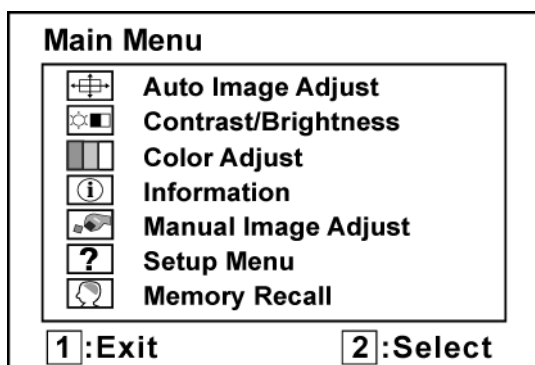 Main Menu
Auto Image Adjust
Contrast/Brightness
Color Adjust
Information
Manual Image Adjust
? Setup Menu
Memory Recall
1:Exit 2:Select